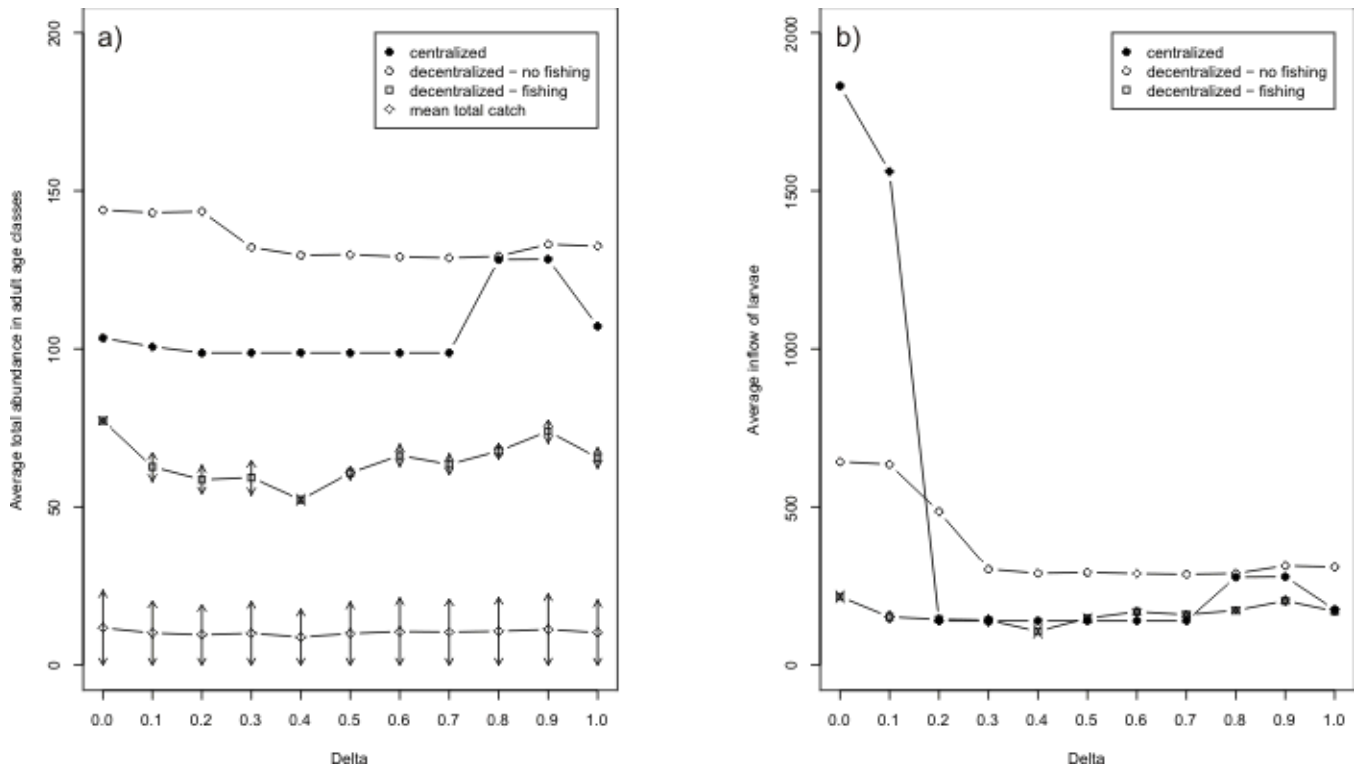 a)
centralized
decentralized – no fishing
decentralized – fishing
mean total catch
Average total abundance in adult age classes
200
150
100
50
0
0.0 0.1 0.2 0.3 0.4 0.5 0.6 0.7 0.8 0.9 1.0
Delta
b)
centralized
decentralized – no fishing
decentralized – fishing
Average inflow of larvae
2000
1500
1000
500
0
0.0 0.1 0.2 0.3 0.4 0.5 0.6 0.7 0.8 0.9 1.0
Delta